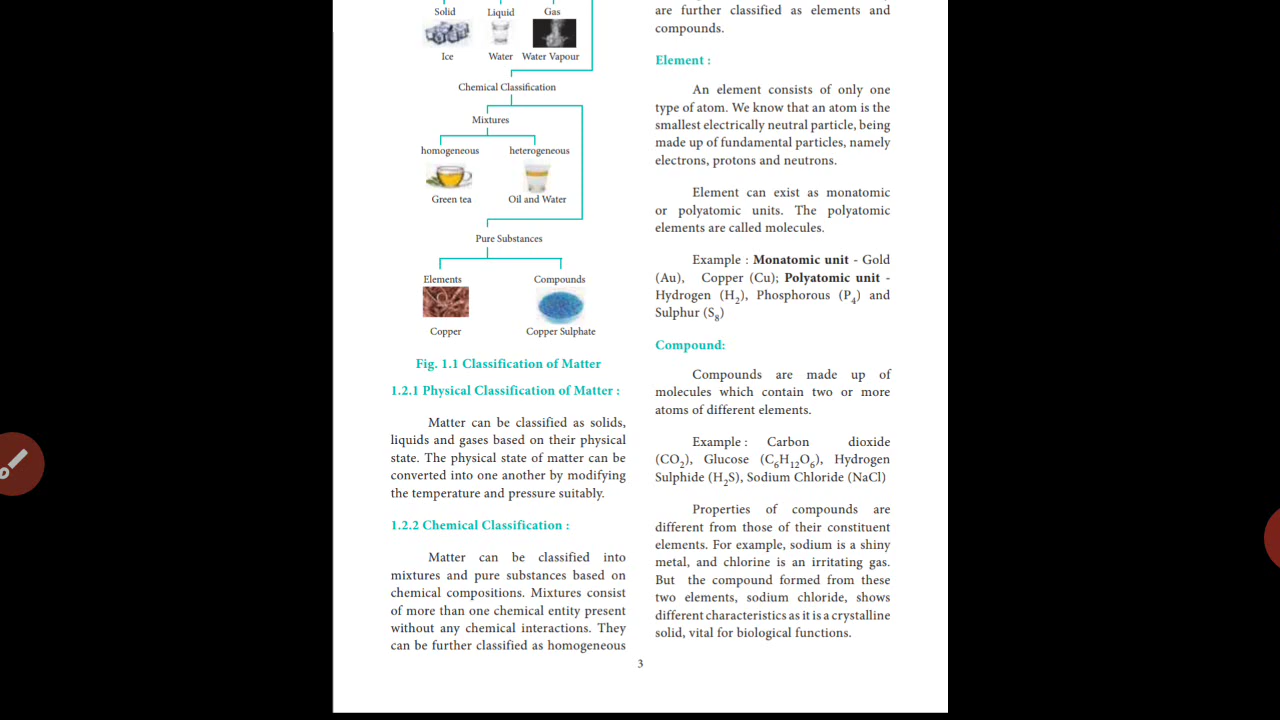 Solid Liquid Gas
Ice Water Water Vapour
Chemical Classification
Mixtures
homogeneous heterogeneous
Green tea Oil and Water
Pure Substances
Elements Compounds
Copper Copper Sulphate
Fig. 1.1 Classification of Matter
1.2.1 Physical Classification of Matter :
Matter can be classified as solids,
liquids and gases based on their physical
state. The physical state of matter can be
converted into one another by modifying
the temperature and pressure suitably.
1.2.2 Chemical Classification :
Matter can be classified into
mixtures and pure substances based on
chemical compositions. Mixtures consist
of more than one chemical entity present
without any chemical interactions. They
can be further classified as homogeneous
are further classified as elements and
compounds.
Element :
An element consists of only one
type of atom. We know that an atom is the
smallest electrically neutral particle, being
made up of fundamental particles, namely
electrons, protons and neutrons.
Element can exist as monatomic
or polyatomic units. The polyatomic
elements are called molecules.
Example : Monatomic unit - Gold
(Au), Copper (Cu); Polyatomic unit -
Hydrogen (H₂), Phosphorous (P₄) and
Sulphur (S₈)
Compound:
Compounds are made up of
molecules which contain two or more
atoms of different elements.
Example : Carbon dioxide
(CO₂), Glucose (C₆H₁₂O₆), Hydrogen
Sulphide (H₂S), Sodium Chloride (NaCl)
Properties of compounds are
different from those of their constituent
elements. For example, sodium is a shiny
metal, and chlorine is an irritating gas.
But the compound formed from these
two elements, sodium chloride, shows
different characteristics as it is a crystalline
solid, vital for biological functions.
3